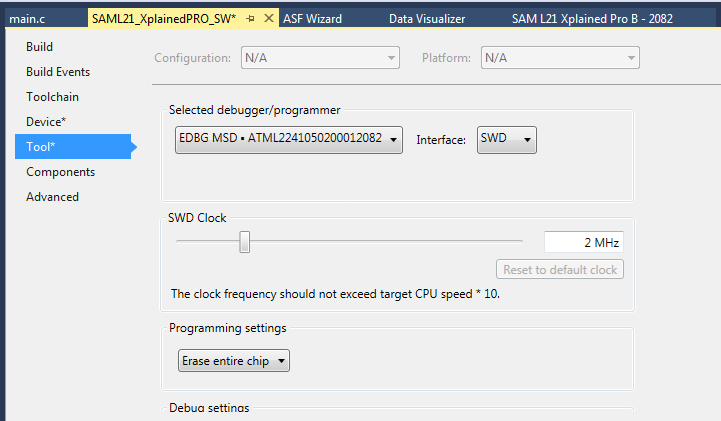 main.c SAML21_XplainedPRO_SW* ASF Wizard Data Visualizer SAM L21 Xplained Pro B - 2082
Build
Build Events
Toolchain
Device*
Tool*
Components
Advanced
Configuration: N/A Platform: N/A
Selected debugger/programmer
EDBG MSD • ATML2241050200012082 Interface: SWD
SWD Clock
2 MHz
Reset to default clock
The clock frequency should not exceed target CPU speed * 10.
Programming settings
Erase entire chip
Debug settings